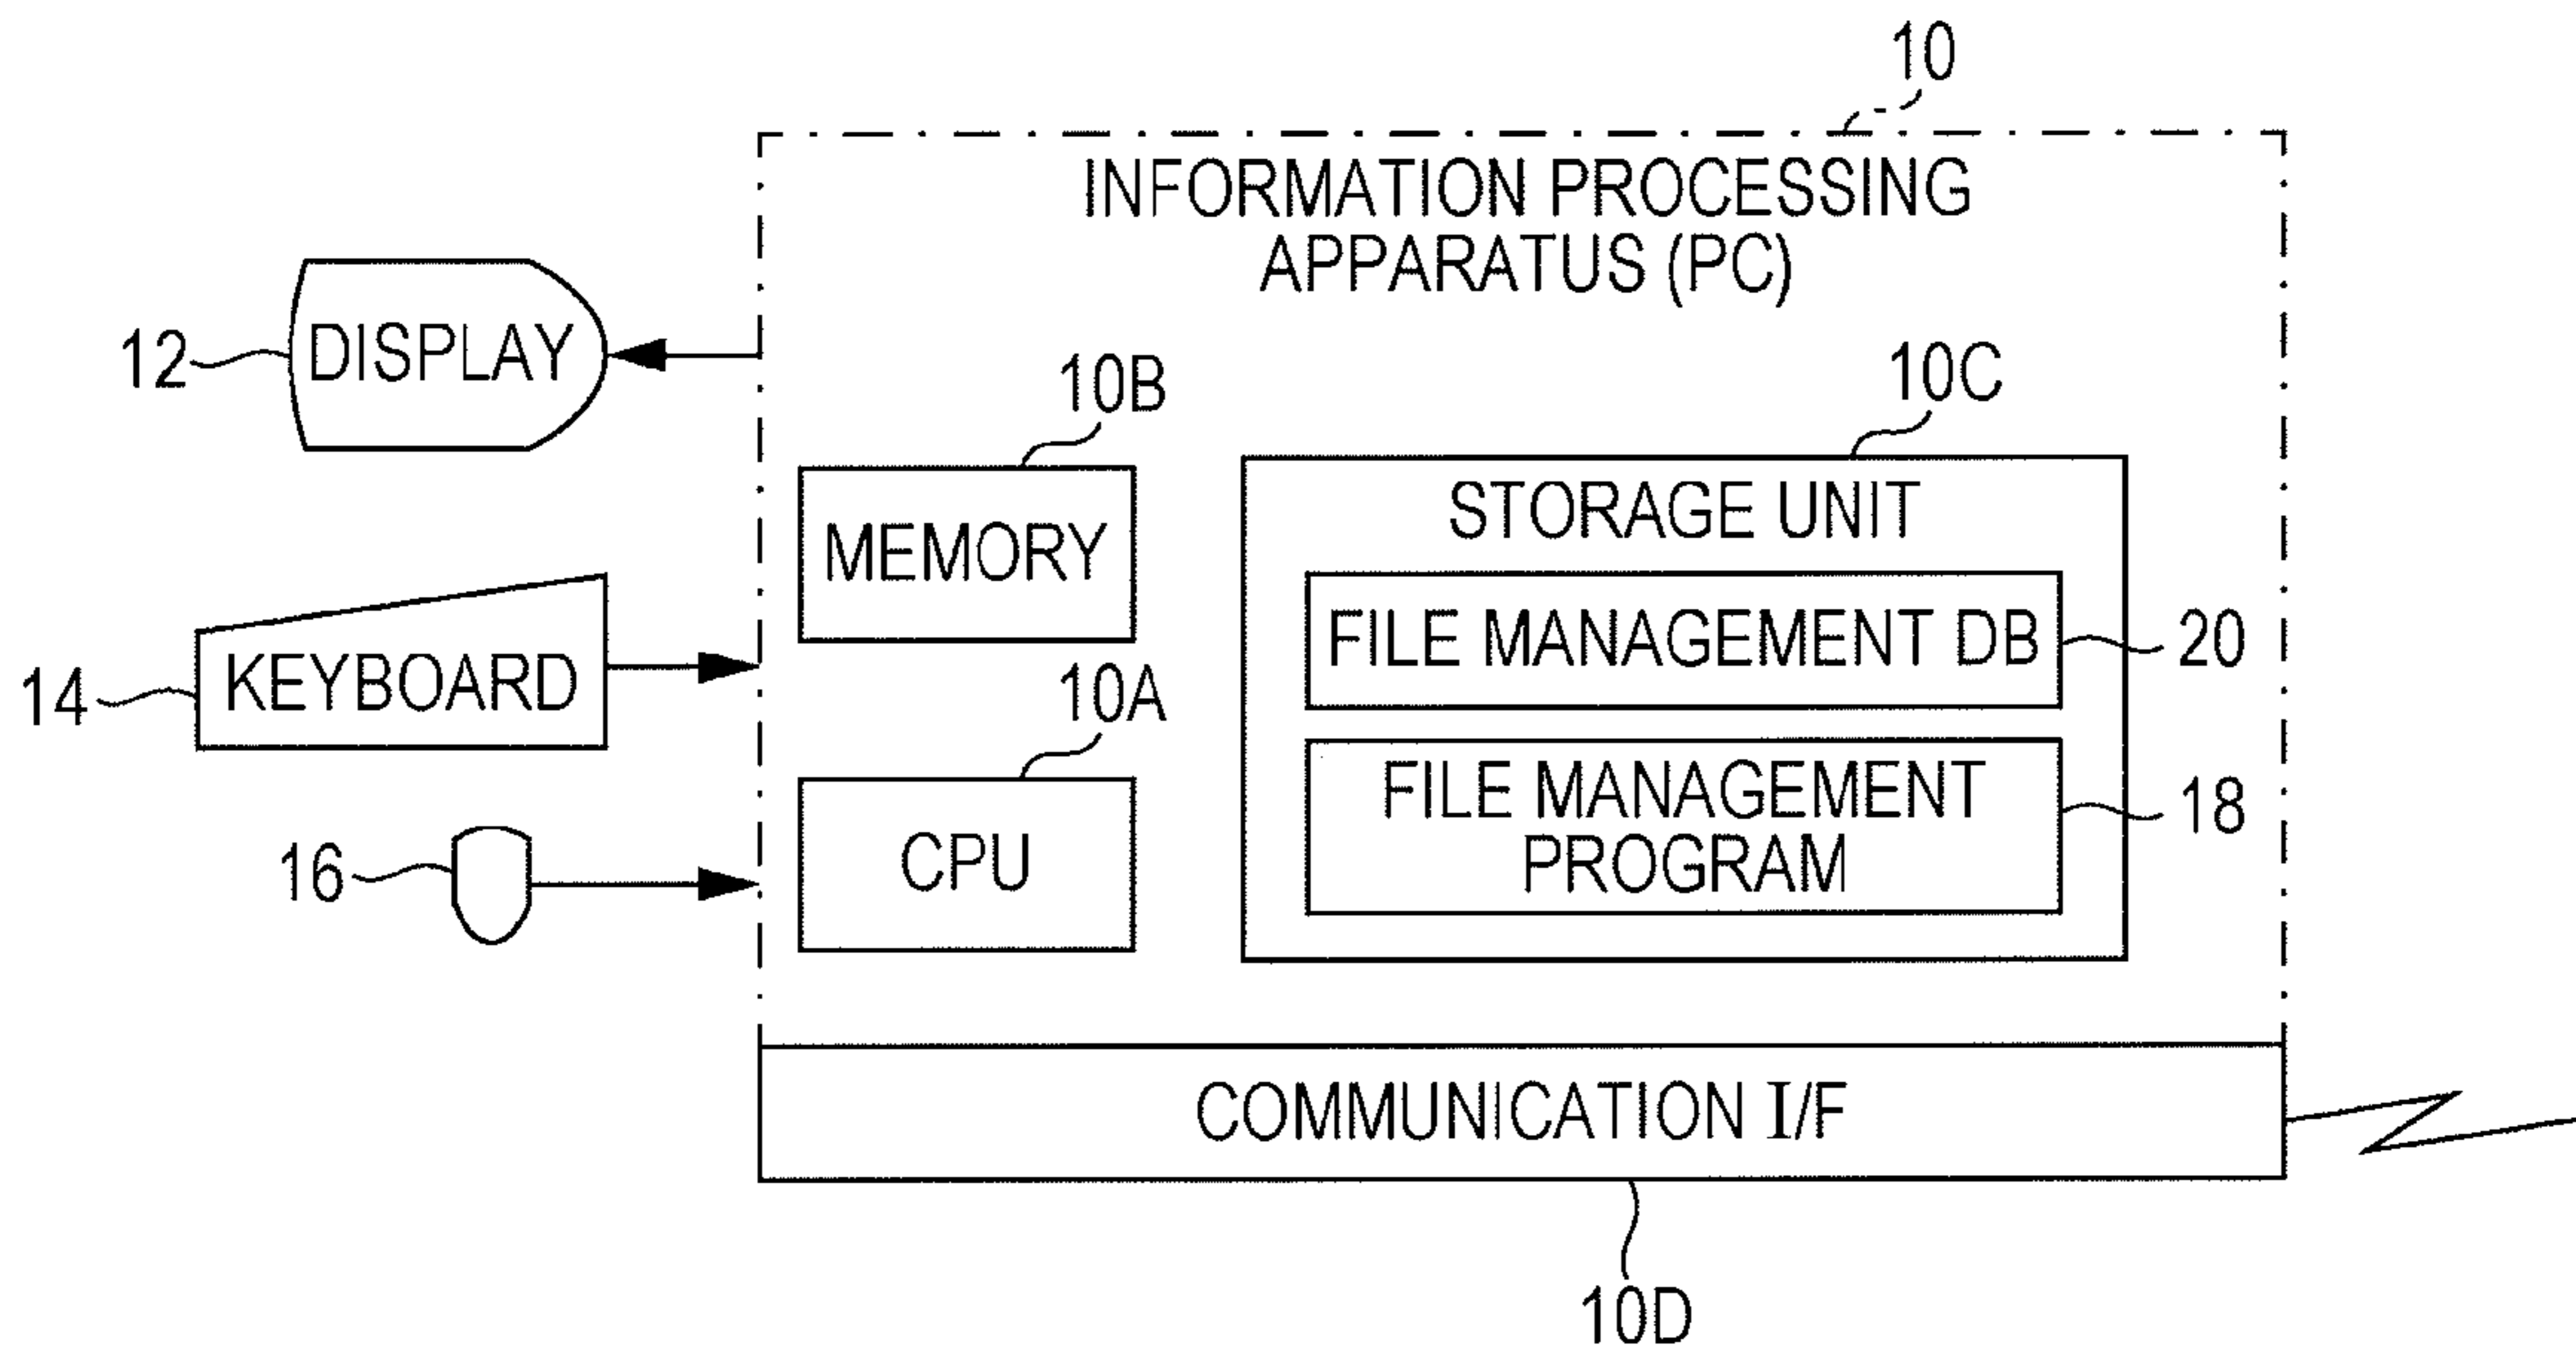 10
INFORMATION PROCESSING
APPARATUS (PC)
12
DISPLAY
10B
10C
MEMORY
STORAGE UNIT
14
KEYBOARD
FILE MANAGEMENT DB
20
10A
16
CPU
FILE MANAGEMENT
PROGRAM
18
COMMUNICATION I/F
10D